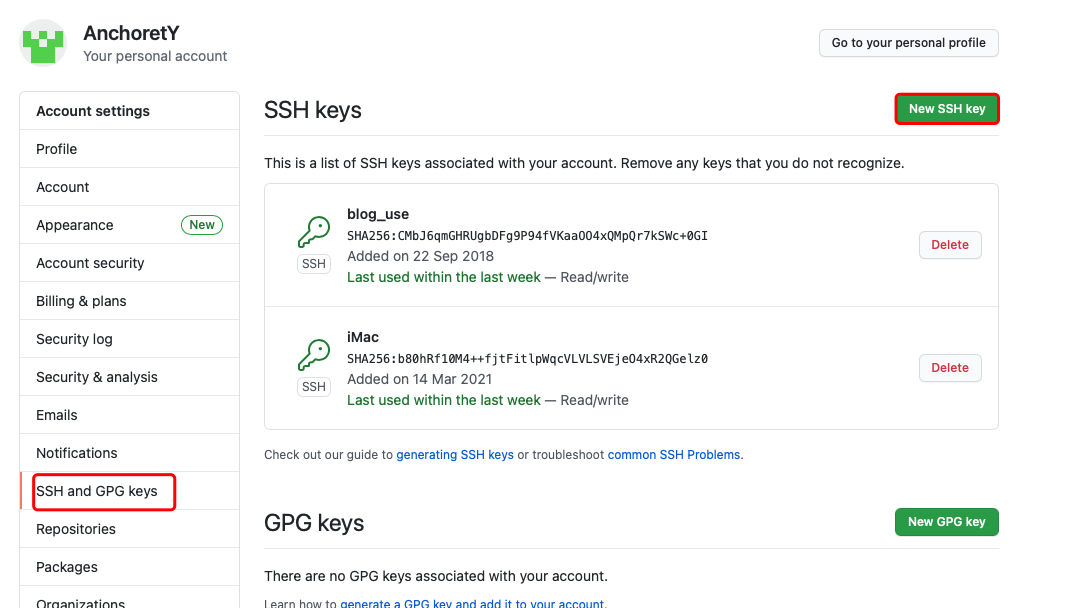 AnchoretY
Your personal account
Go to your personal profile
Account settings
Profile
Account
Appearance New
Account security
Billing & plans
Security log
Security & analysis
Emails
Notifications
SSH and GPG keys
Repositories
Packages
Organizations
SSH keys
New SSH key
This is a list of SSH keys associated with your account. Remove any keys that you do not recognize.
blog_use
SHA256:CMbJ6qmGHRUgbDFg9P94fVKaaOO4xQMpQr7kSWc+0GI
Added on 22 Sep 2018
Last used within the last week — Read/write
SSH
Delete
iMac
SHA256:b80hRf10M4++fjtFitlpWqcVLVLSVEjeO4xR2QGelz0
Added on 14 Mar 2021
Last used within the last week — Read/write
SSH
Delete
Check out our guide to generating SSH keys or troubleshoot common SSH Problems.
GPG keys
New GPG key
There are no GPG keys associated with your account.
Learn how to generate a GPG key and add it to your account.